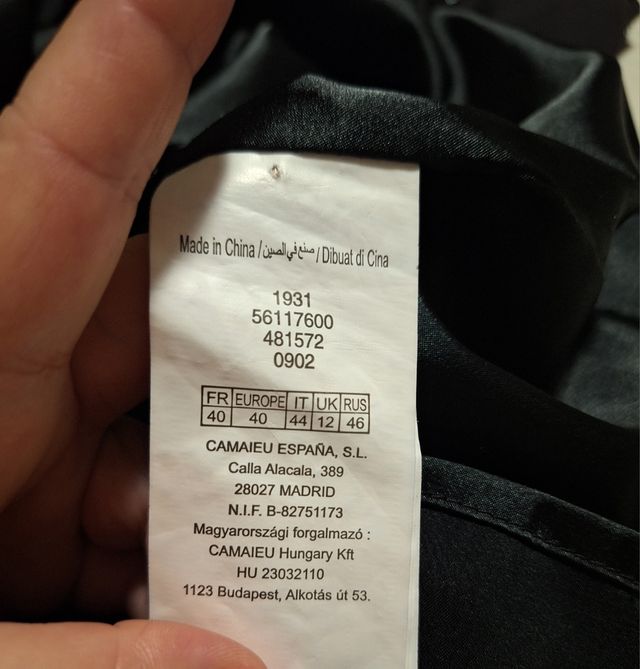 Made in China / صنع في الصين / Dibuat di Cina
1931
56117600
481572
0902
FR EUROPE IT UK RUS
40 40 44 12 46
CAMAIEU ESPAÑA, S.L.
Calla Alacala, 389
28027 MADRID
N.I.F. B-82751173
Magyarországi forgalmazó :
CAMAIEU Hungary Kft
HU 23032110
1123 Budapest, Alkotás út 53.